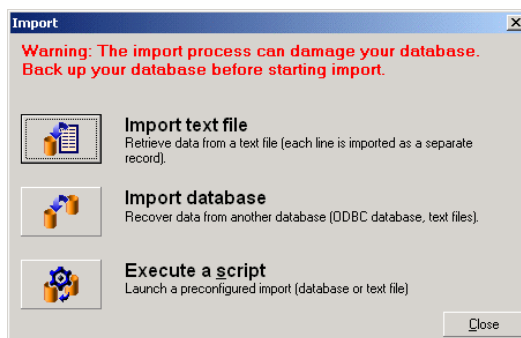 Import
Warning: The import process can damage your database.
Back up your database before starting import.
Import text file
Retrieve data from a text file (each line is imported as a separate
record).
Import database
Recover data from another database (ODBC database, text files).
Execute a script
Launch a preconfigured import (database or text file)
Close